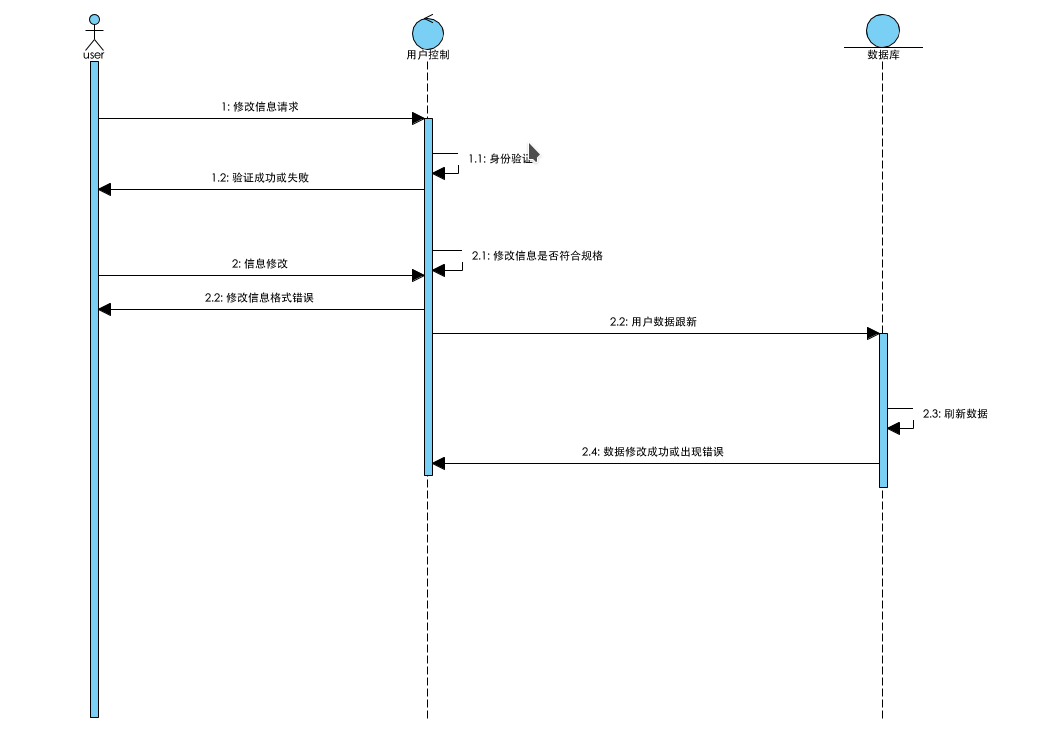 user
用户控制
数据库
1: 修改信息请求
1.1: 身份验证
1.2: 验证成功或失败
2.1: 修改信息是否符合规格
2: 信息修改
2.2: 修改信息格式错误
2.2: 用户数据跟新
2.3: 刷新数据
2.4: 数据修改成功或出现错误